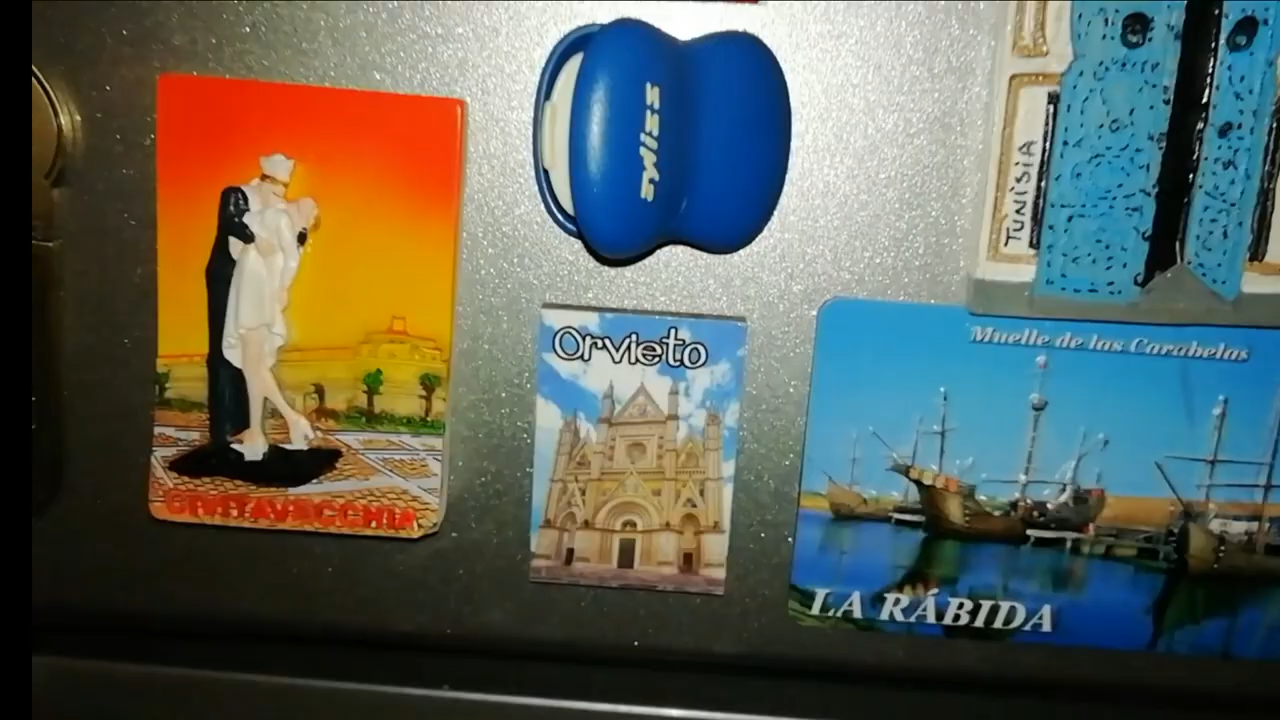 CIVITAVECCHIA
zyliss
Orvieto
TUNISIA
Muelle de las Carabelas
LA RÁBIDA